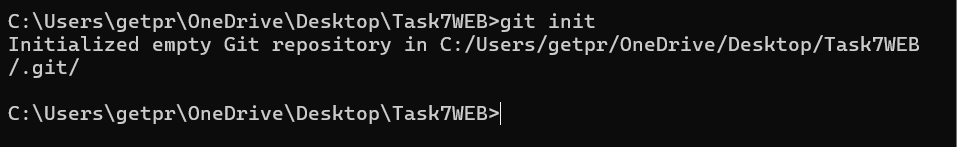 C:\Users\getpr\OneDrive\Desktop\Task7WEB>git init
Initialized empty Git repository in C:/Users/getpr/OneDrive/Desktop/Task7WEB
/.git/
C:\Users\getpr\OneDrive\Desktop\Task7WEB>